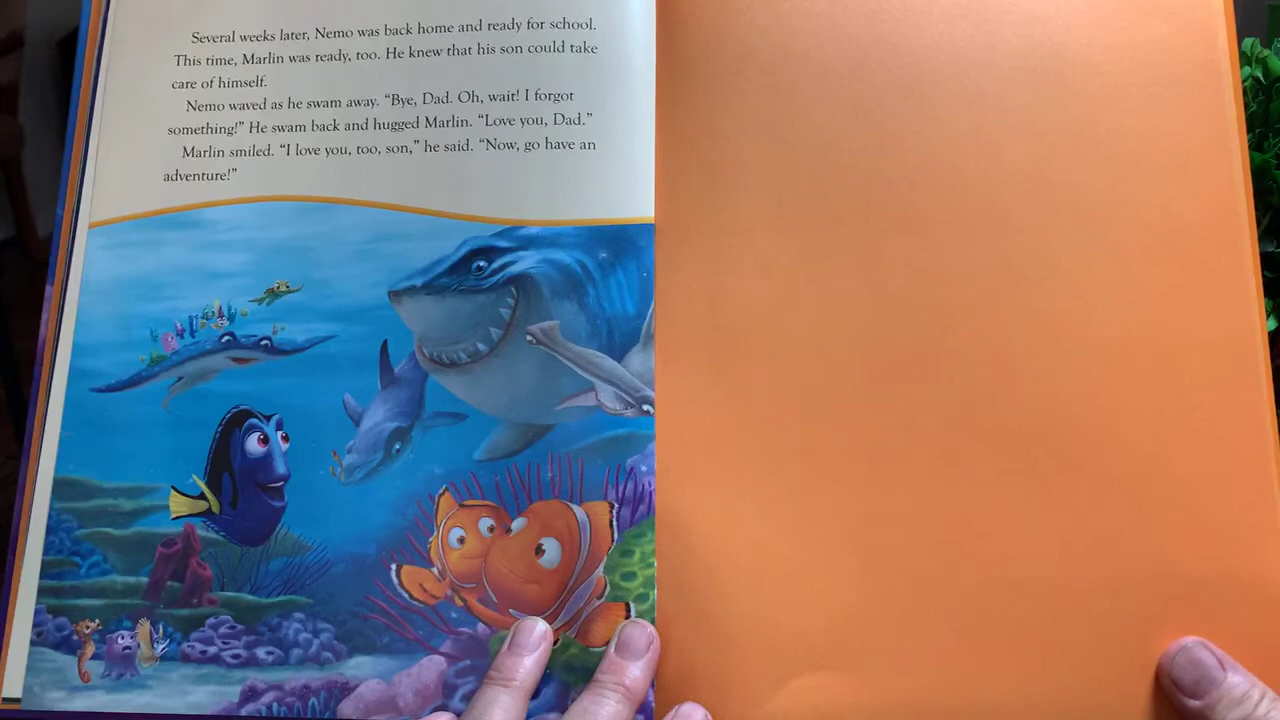 Several weeks later, Nemo was back home and ready for school.
This time, Marlin was ready, too. He knew that his son could take
care of himself.
Nemo waved as he swam away. “Bye, Dad. Oh, wait! I forgot
something!” He swam back and hugged Marlin. “Love you, Dad.”
Marlin smiled. “I love you, too, son,” he said. “Now, go have an
adventure!”